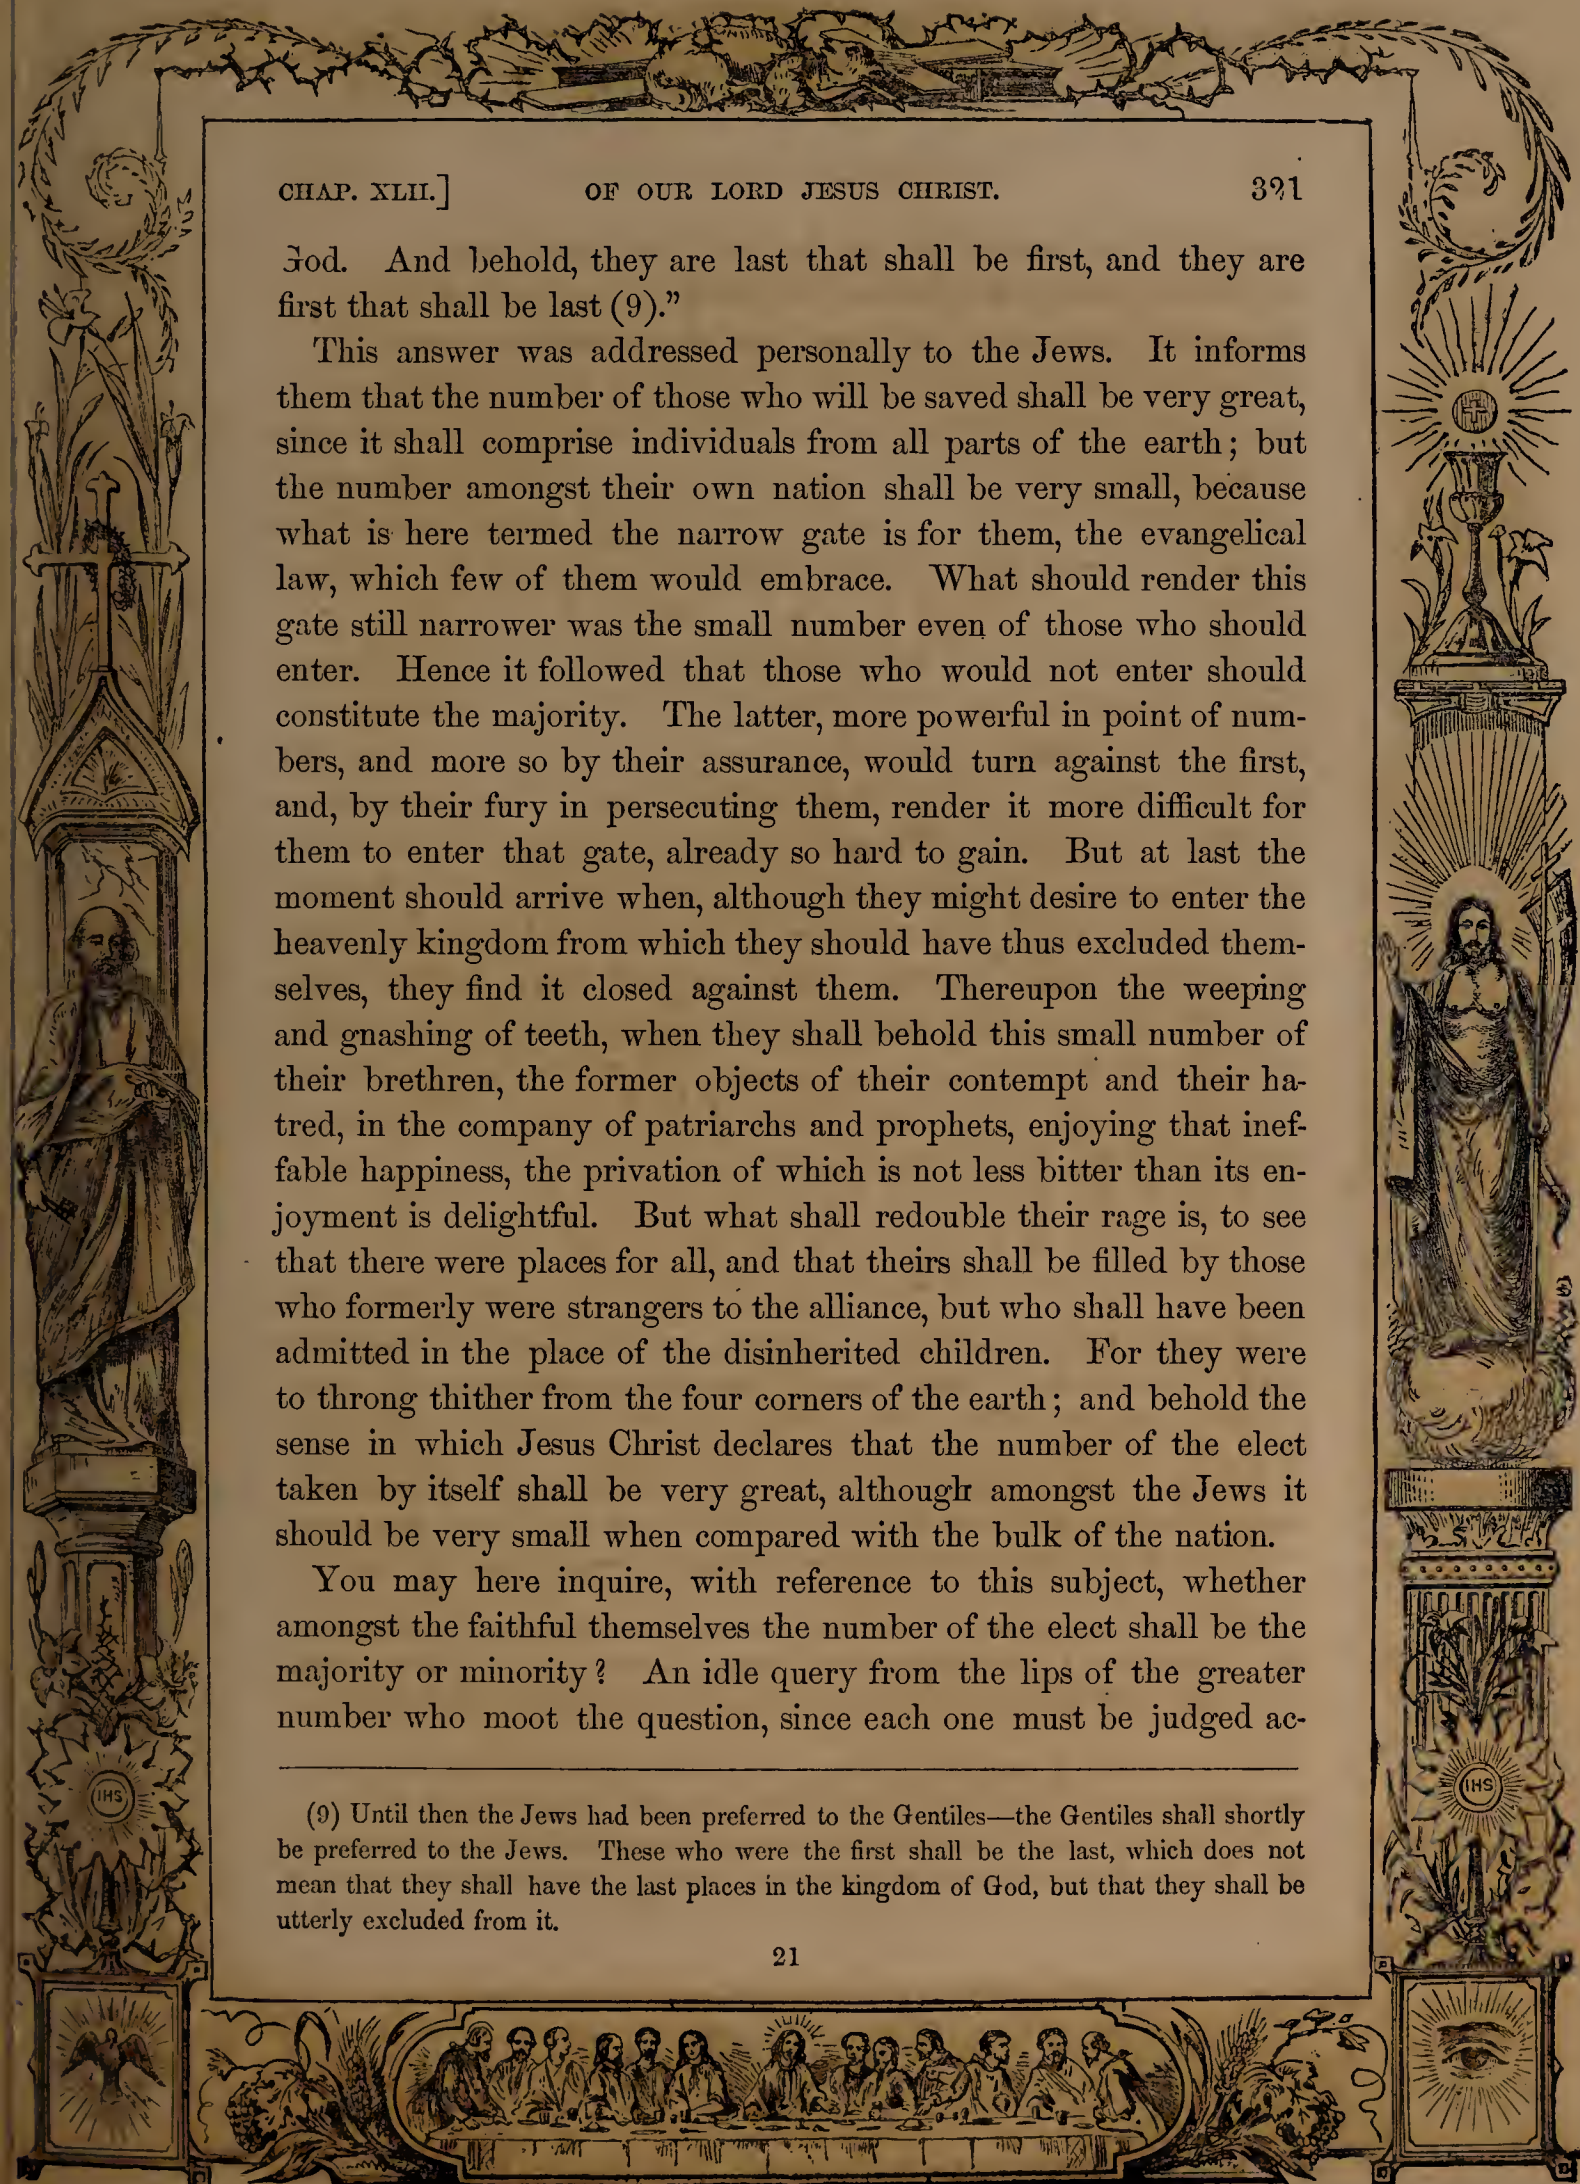 CHAP. XLII.] OF OUR LORD JESUS CHRIST. 321
God. And behold, they are last that shall be first, and they are
first that shall be last (9).”
This answer was addressed personally to the Jews. It informs
them that the number of those who will be saved shall be very great,
since it shall comprise individuals from all parts of the earth; but
the number amongst their own nation shall be very small, because
what is here termed the narrow gate is for them, the evangelical
law, which few of them would embrace. What should render this
gate still narrower was the small number even of those who should
enter. Hence it followed that those who would not enter should
constitute the majority. The latter, more powerful in point of num-
bers, and more so by their assurance, would turn against the first,
and, by their fury in persecuting them, render it more difficult for
them to enter that gate, already so hard to gain. But at last the
moment should arrive when, although they might desire to enter the
heavenly kingdom from which they should have thus excluded them-
selves, they find it closed against them. Thereupon the weeping
and gnashing of teeth, when they shall behold this small number of
their brethren, the former objects of their contempt and their ha-
tred, in the company of patriarchs and prophets, enjoying that inef-
fable happiness, the privation of which is not less bitter than its en-
joyment is delightful. But what shall redouble their rage is, to see
that there were places for all, and that theirs shall be filled by those
who formerly were strangers to the alliance, but who shall have been
admitted in the place of the disinherited children. For they were
to throng thither from the four corners of the earth; and behold the
sense in which Jesus Christ declares that the number of the elect
taken by itself shall be very great, although amongst the Jews it
should be very small when compared with the bulk of the nation.
You may here inquire, with reference to this subject, whether
amongst the faithful themselves the number of the elect shall be the
majority or minority? An idle query from the lips of the greater
number who moot the question, since each one must be judged ac-
(9) Until then the Jews had been preferred to the Gentiles—the Gentiles shall shortly
be preferred to the Jews. These who were the first shall be the last, which does not
mean that they shall have the last places in the kingdom of God, but that they shall be
utterly excluded from it.
21
IHS
IHS